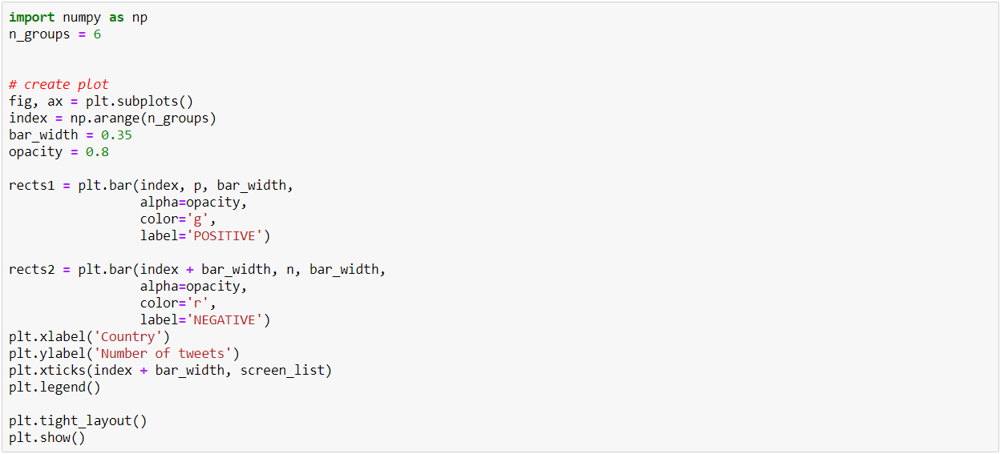 import numpy as np
n_groups = 6
# create plot
fig, ax = plt.subplots()
index = np.arange(n_groups)
bar_width = 0.35
opacity = 0.8
rects1 = plt.bar(index, p, bar_width,
                 alpha=opacity,
                 color='g',
                 label='POSITIVE')
rects2 = plt.bar(index + bar_width, n, bar_width,
                 alpha=opacity,
                 color='r',
                 label='NEGATIVE')
plt.xlabel('Country')
plt.ylabel('Number of tweets')
plt.xticks(index + bar_width, screen_list)
plt.legend()
plt.tight_layout()
plt.show()